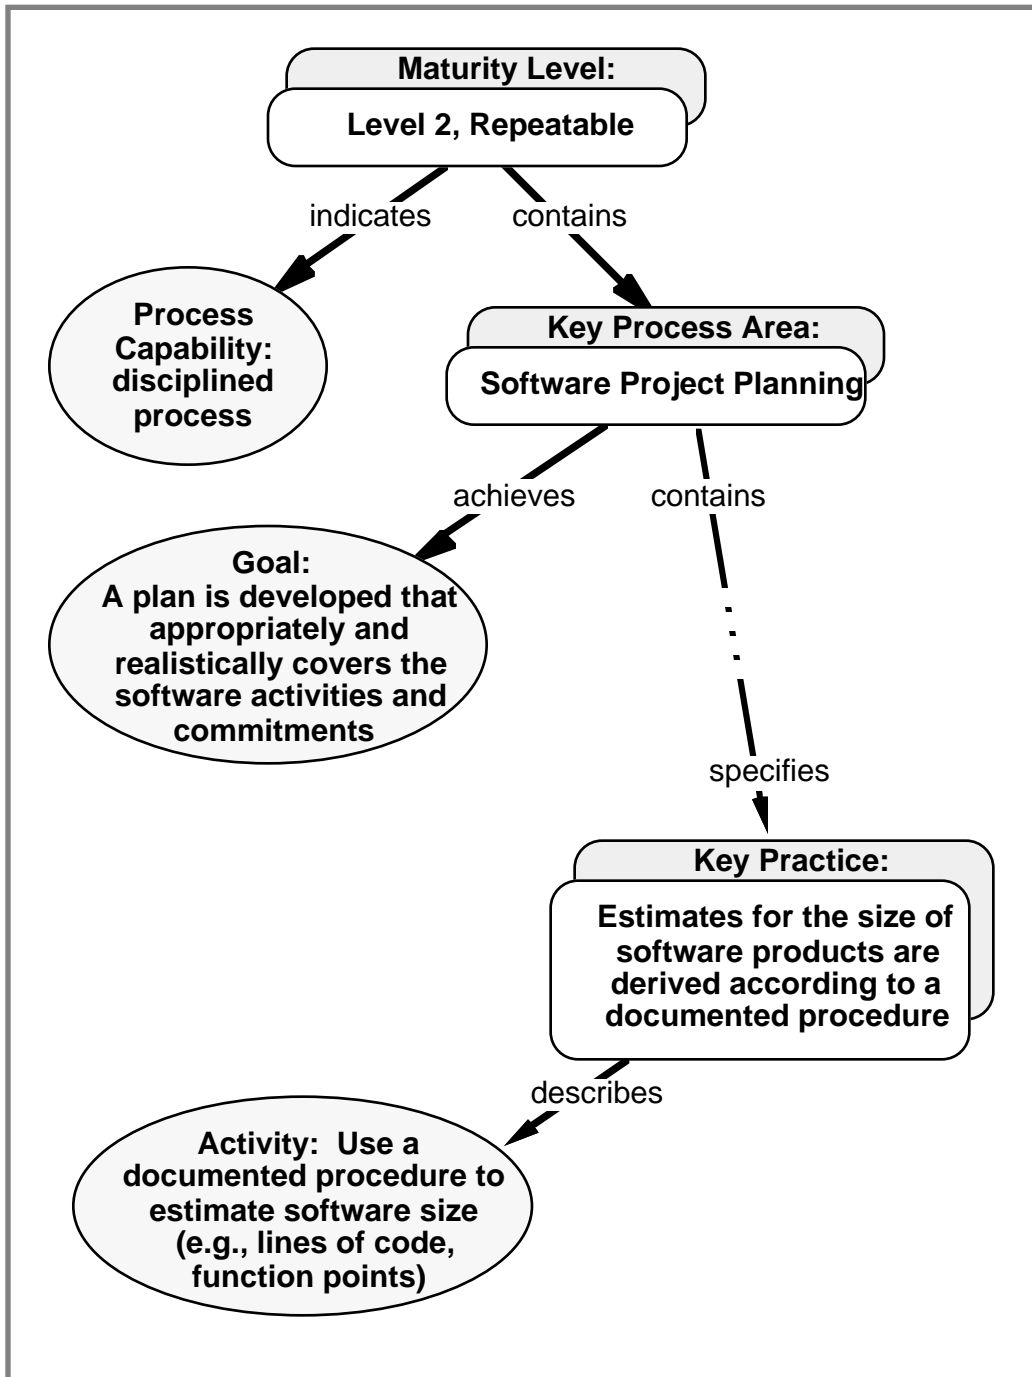 Maturity Level:
Level 2, Repeatable
indicates
contains
Process
Capability:
disciplined
process
Key Process Area:
Software Project Planning
achieves
contains
Goal:
A plan is developed that
appropriately and
realistically covers the
software activities and
commitments
specifies
Key Practice:
Estimates for the size of
software products are
derived according to a
documented procedure
describes
Activity:  Use a
documented procedure to
estimate software size
(e.g., lines of code,
function points)